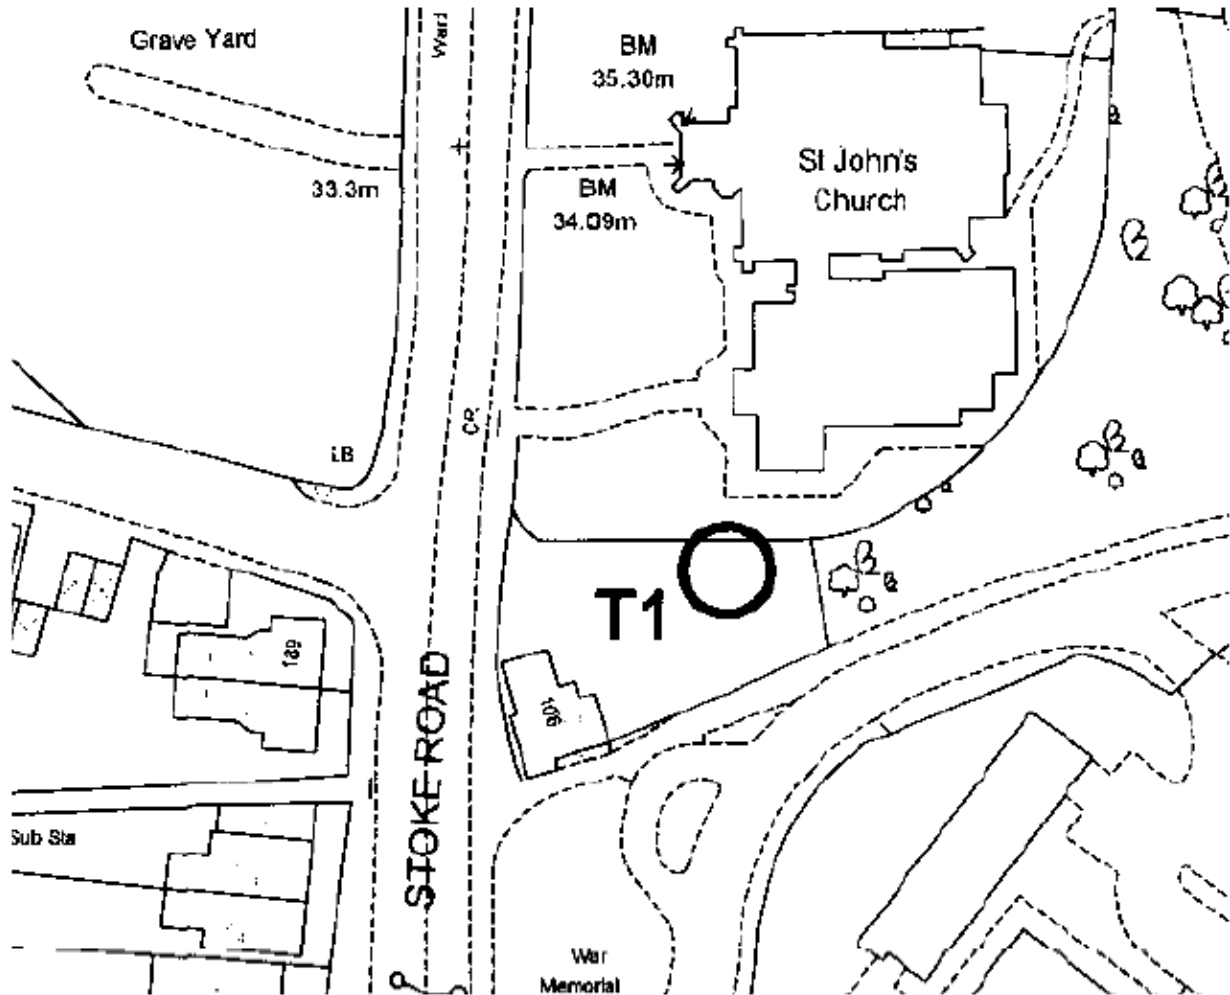 Grave Yard
Ward
BM
35.30m
St John's
Church
33.3m
BM
34.09m
CR
LB
T1
189
106
STOKE ROAD
Sub Sta
War
Memorial